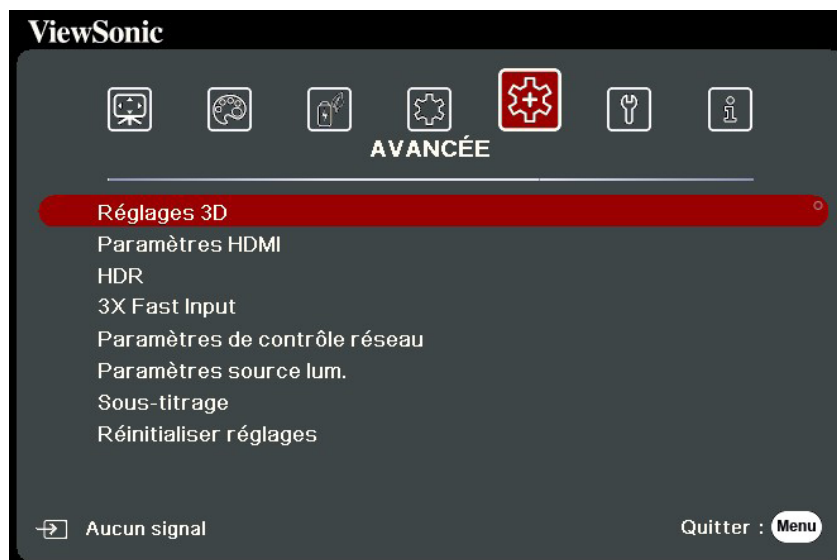 ViewSonic
AVANCÉE
Réglages 3D
Paramètres HDMI
HDR
3X Fast Input
Paramètres de contrôle réseau
Paramètres source lum.
Sous-titrage
Réinitialiser réglages
Aucun signal
Quitter : Menu